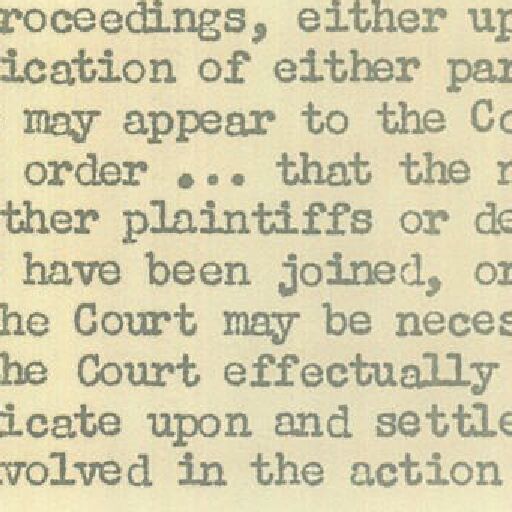 roceedings, either up
ication of either par
may appear to the Co
order ... that the n
ther plaintiffs or de
have been joined, or
he Court may be neces
he Court effectually
icate upon and settle
volved in the action